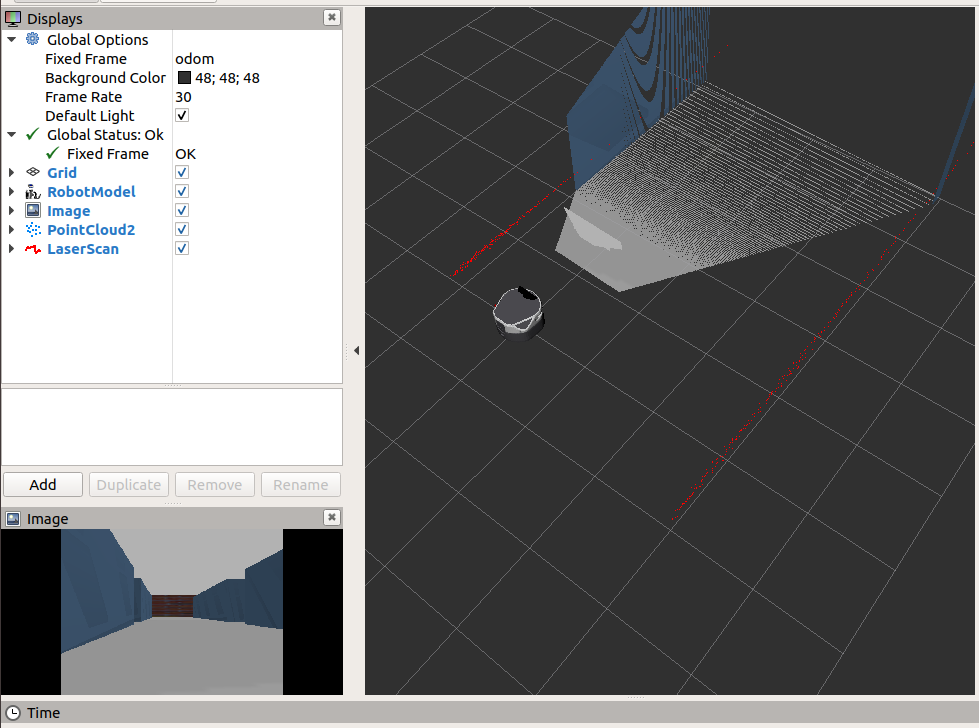 Displays
Global Options
Fixed Frame odom
Background Color 48; 48; 48
Frame Rate 30
Default Light
Global Status: Ok
Fixed Frame OK
Grid
RobotModel
Image
PointCloud2
LaserScan
Add Duplicate Remove Rename
Image
Time